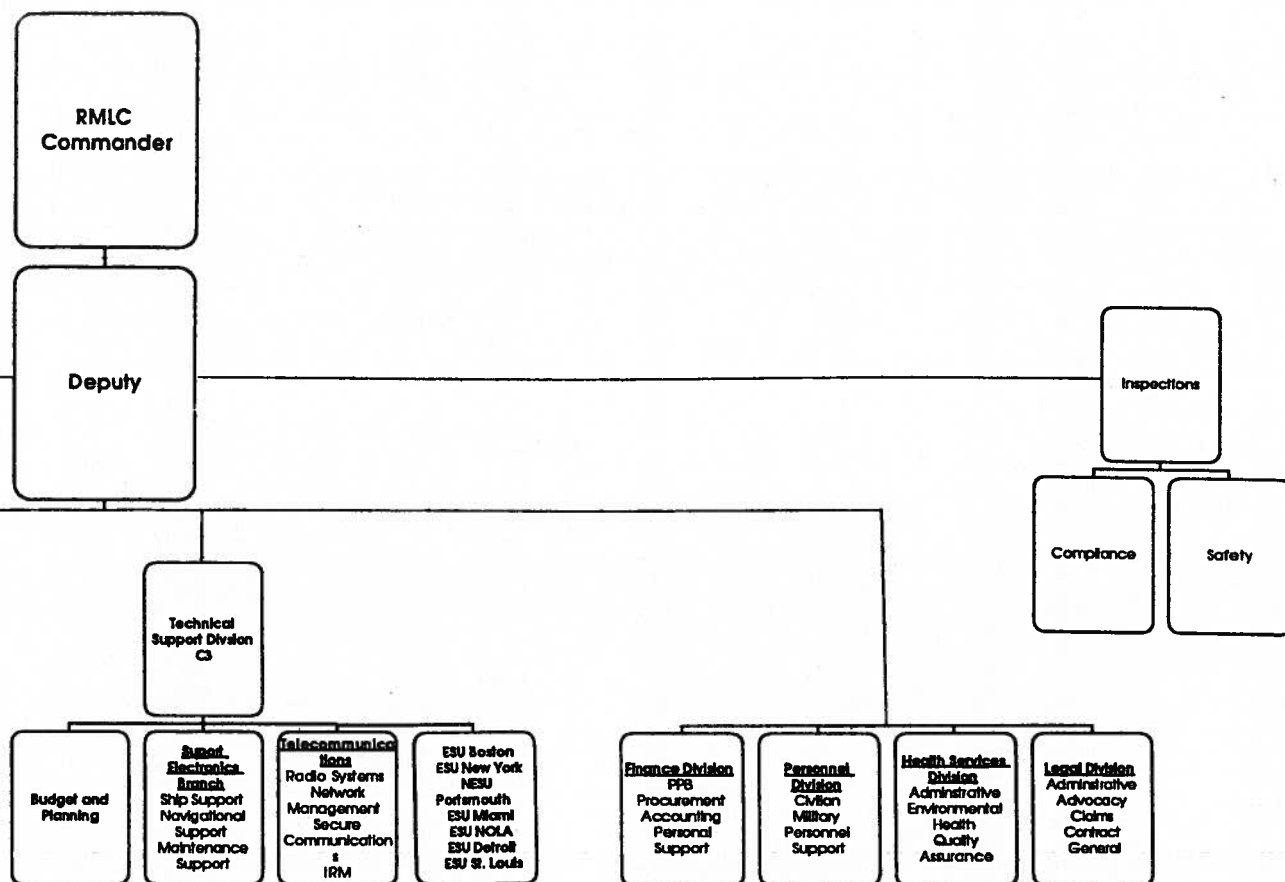 RMLC
Commander
Deputy
Inspections
Compliance
Safety
Technical
Support Divsion
C3
Budget and
Planning
Suport
Electronics
Branch
Ship Support
Navigational
Support
Maintenance
Support
Telecommunica
tions
Radio Systems
Network
Management
Secure
Communication
s
IRM
ESU Boston
ESU New York
NESU
Portsmouth
ESU Miami
ESU NOLA
ESU Detroit
ESU St. Louis
Finance Division
PPB
Procurement
Accounting
Personal
Support
Personnel
Division
Civilian
Military
Personnel
Support
Health Services
Division
Adminstrative
Environmental
Health
Quality
Assurance
Legal Division
Adminstrative
Advocacy
Claims
Contract
General